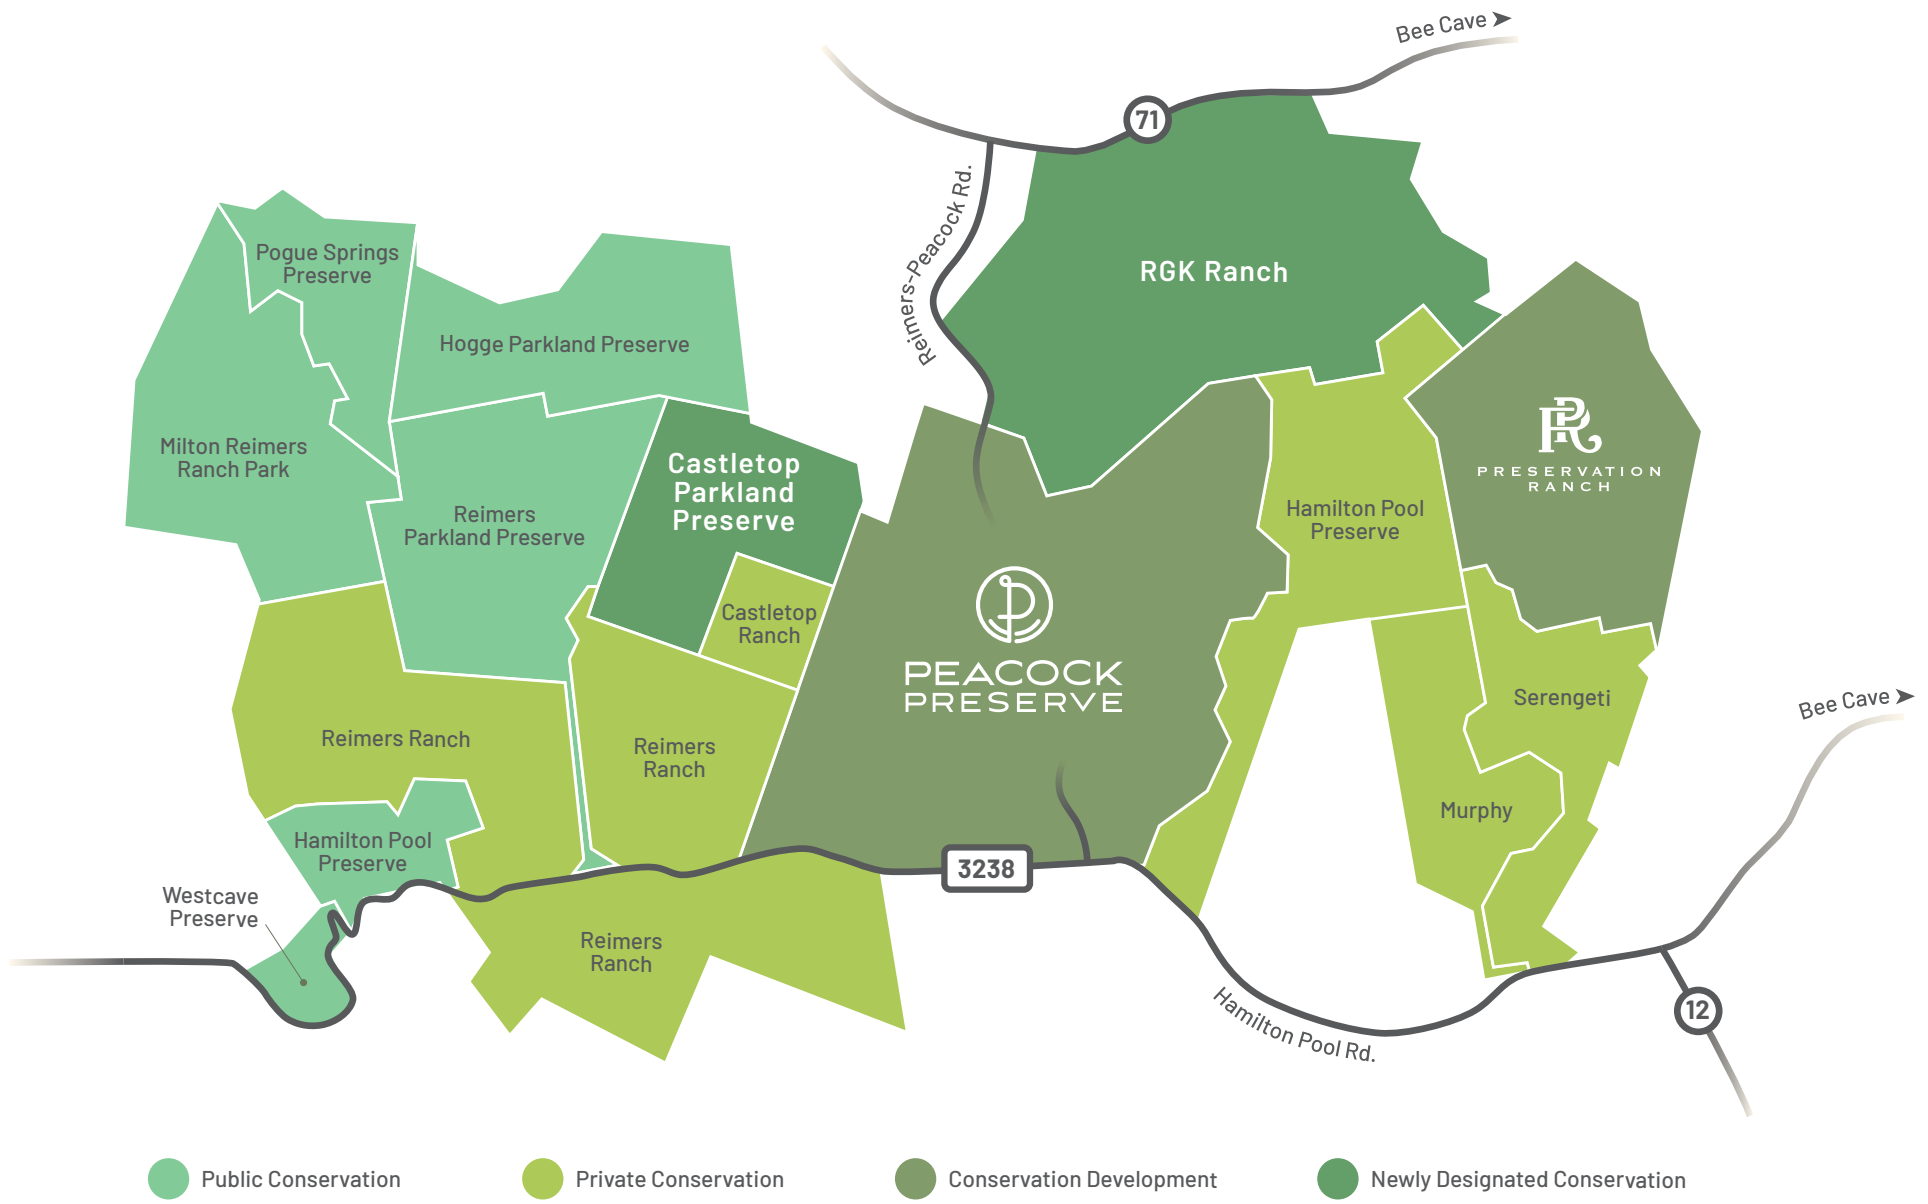 Bee Cave
71
Reimers-Peacock Rd.
Pogue Springs
Preserve
RGK Ranch
Hogge Parkland Preserve
Milton Reimers
Ranch Park
Castletop
Parkland
Preserve
PR
PRESERVATION
RANCH
Reimers
Parkland Preserve
Hamilton Pool
Preserve
Castletop
Ranch
P
PEACOCK
PRESERVE
Serengeti
Bee Cave
Reimers Ranch
Reimers
Ranch
Murphy
Hamilton Pool
Preserve
3238
Westcave
Preserve
Reimers
Ranch
Hamilton Pool Rd.
12
Public Conservation
Private Conservation
Conservation Development
Newly Designated Conservation